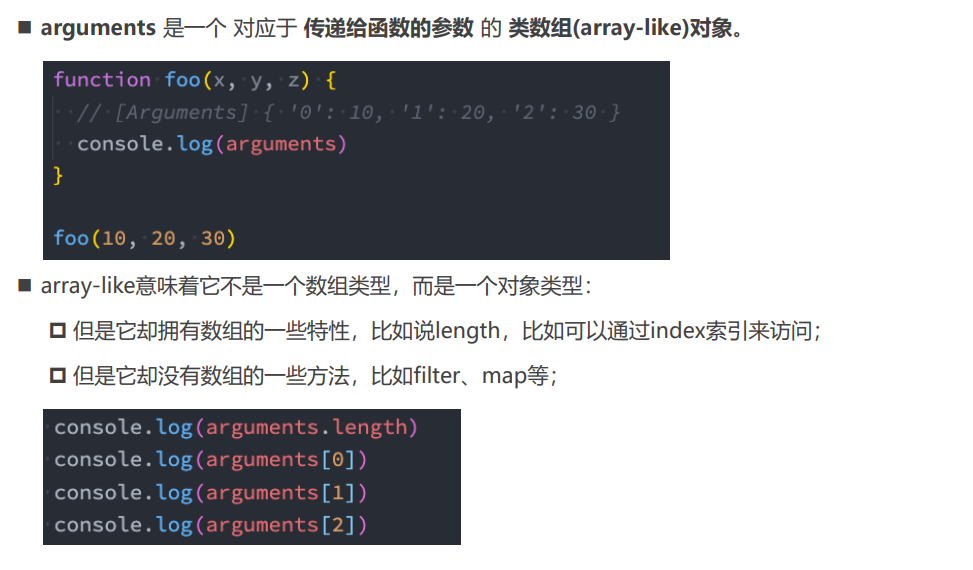 arguments 是一个 对应于 传递给函数的参数 的 类数组(array-like)对象。
function foo(x, y, z) {
  // [Arguments] { '0': 10, '1': 20, '2': 30 }
  console.log(arguments)
}
foo(10, 20, 30)
array-like意味着它不是一个数组类型，而是一个对象类型：
但是它却拥有数组的一些特性，比如说length，比如可以通过index索引来访问；
但是它却没有数组的一些方法，比如filter、map等；
console.log(arguments.length)
console.log(arguments[0])
console.log(arguments[1])
console.log(arguments[2])